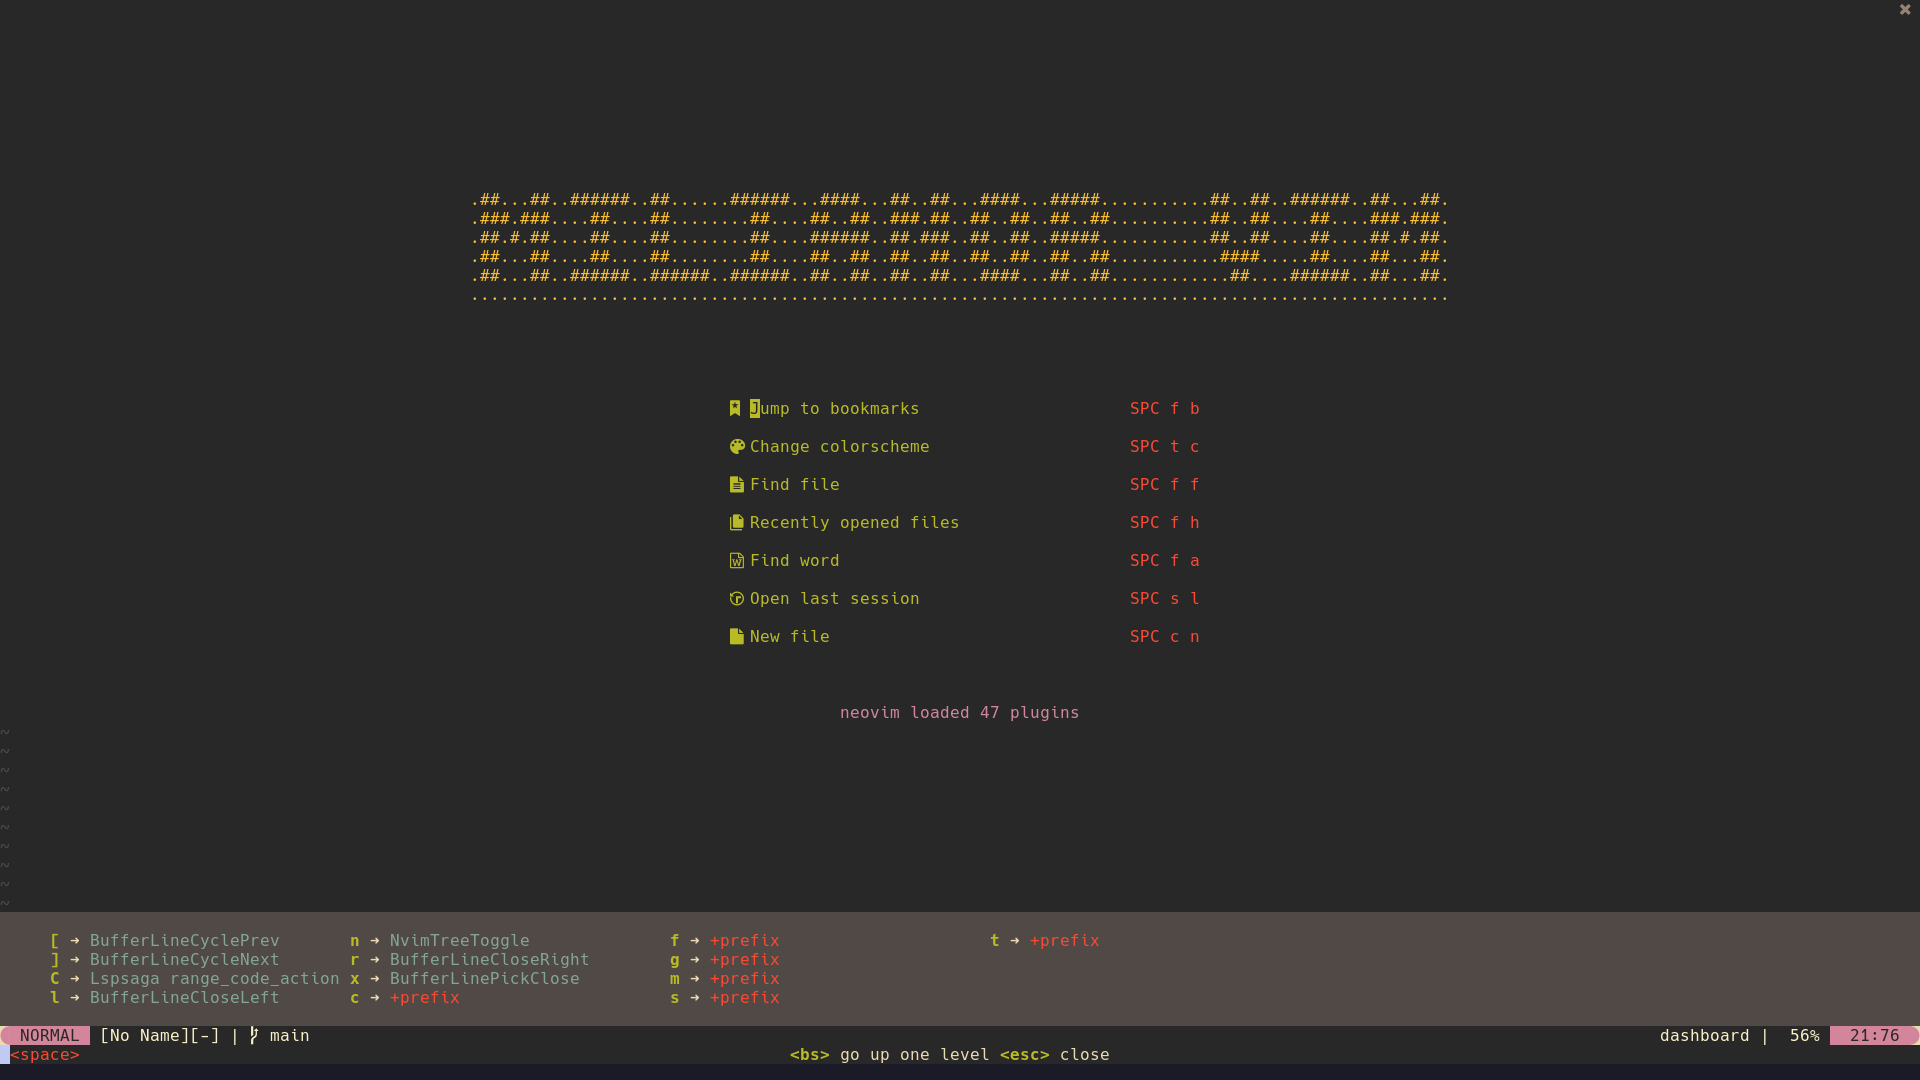 ✖
.##...##..######..##......######...####...##..##...####...#####...........##..##..######..##...##.
.###.###....##....##........##....##..##..###.##..##..##..##..##..........##..##....##....###.###.
.##.#.##....##....##........##....######..##.###..##..##..#####...........##..##....##....##.#.##.
.##...##....##....##........##....##..##..##..##..##..##..##..##...........####.....##....##...##.
.##...##..######..######..######..##..##..##..##...####...##..##............##....######..##...##.
..................................................................................................
Jump to bookmarks SPC f b
Change colorscheme SPC t c
Find file SPC f f
Recently opened files SPC f h
Find word SPC f a
Open last session SPC s l
New file SPC c n
neovim loaded 47 plugins
~
~
~
~
~
~
~
~
~
~
[ ➜ BufferLineCyclePrev n ➜ NvimTreeToggle f ➜ +prefix t ➜ +prefix
] ➜ BufferLineCycleNext r ➜ BufferLineCloseRight g ➜ +prefix
C ➜ Lspsaga range_code_action x ➜ BufferLinePickClose m ➜ +prefix
l ➜ BufferLineCloseLeft c ➜ +prefix s ➜ +prefix
NORMAL [No Name][-] | main dashboard | 56% 21:76
<space> <bs> go up one level <esc> close